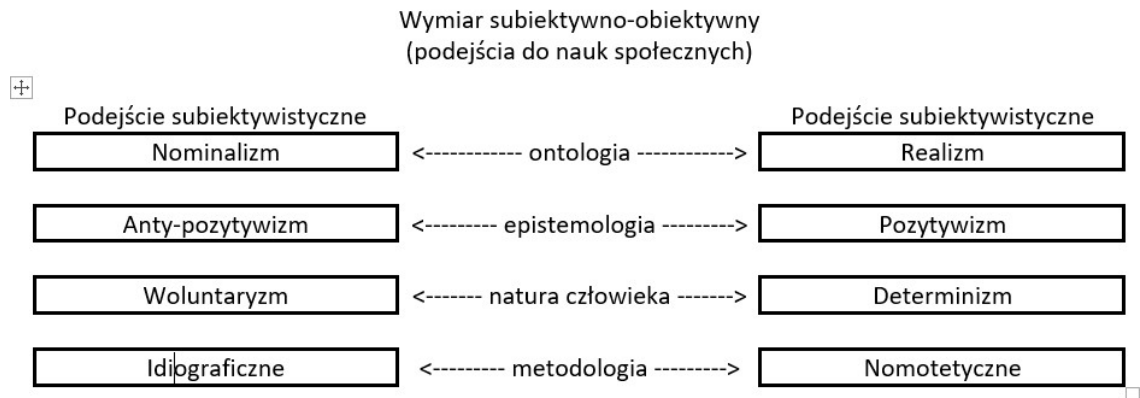 Wymiar subiektywno-obiektywny
(podejścia do nauk społecznych)
Podejście subiektywistyczne Podejście subiektywistyczne
Nominalizm <------------ ontologia ------------> Realizm
Anty-pozytywizm <--------- epistemologia ---------> Pozytywizm
Woluntaryzm <------- natura człowieka -------> Determinizm
Idiograficzne <--------- metodologia ---------> Nomotetyczne